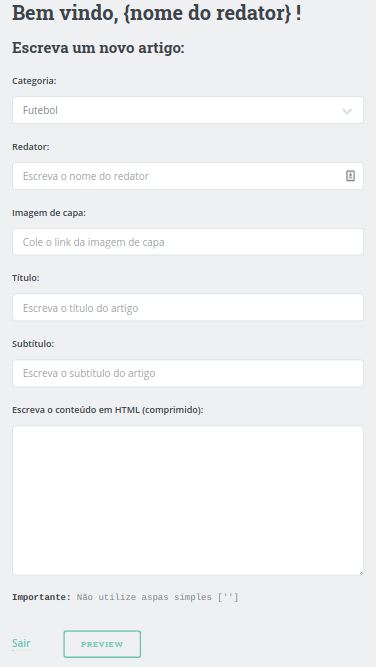 Bem vindo, {nome do redator} !
Escreva um novo artigo:
Categoria:
Futebol
Redator:
Escreva o nome do redator
Imagem de capa:
Cole o link da imagem de capa
Título:
Escreva o título do artigo
Subtítulo:
Escreva o subtítulo do artigo
Escreva o conteúdo em HTML (comprimido):
Importante: Não utilize aspas simples ['']
Sair
PREVIEW